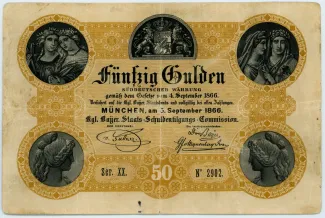 Fünfzig Gulden
SÜDDEUTSCHER WÄHRUNG
gemäß dem Gesetze vom 4. September 1866.
MÜNCHEN, am 5. September 1866.
Kgl. Bayer. Staats-Schuldentilgungs-Commission.
Ser. XX.
50
Nº 2902.